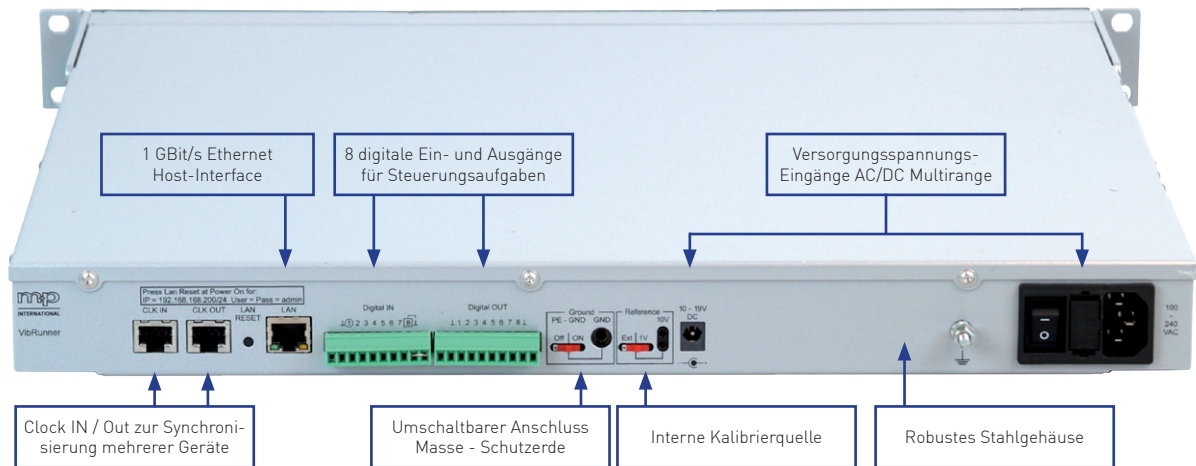 1 GBit/s Ethernet
Host-Interface
8 digitale Ein- und Ausgänge
für Steuerungsaufgaben
Versorgungsspannungs-
Eingänge AC/DC Multirange
m+p
INTERNATIONAL
VibRunner
Press Lan Reset at Power On for:
IP = 192.168.168.200/24 User = Pass = admin
CLK IN
CLK OUT
LAN
RESET
LAN
Digital IN
⊥ 1 2 3 4 5 6 7 8 ⊥
Digital OUT
⊥ 1 2 3 4 5 6 7 8 ⊥
Ground
PE - GND GND
Off ON
Reference
10V
Ext 1V
10 - 19V
DC
100
-
240
VAC
Clock IN / Out zur Synchroni-
sierung mehrerer Geräte
Umschaltbarer Anschluss
Masse - Schutzerde
Interne Kalibrierquelle
Robustes Stahlgehäuse